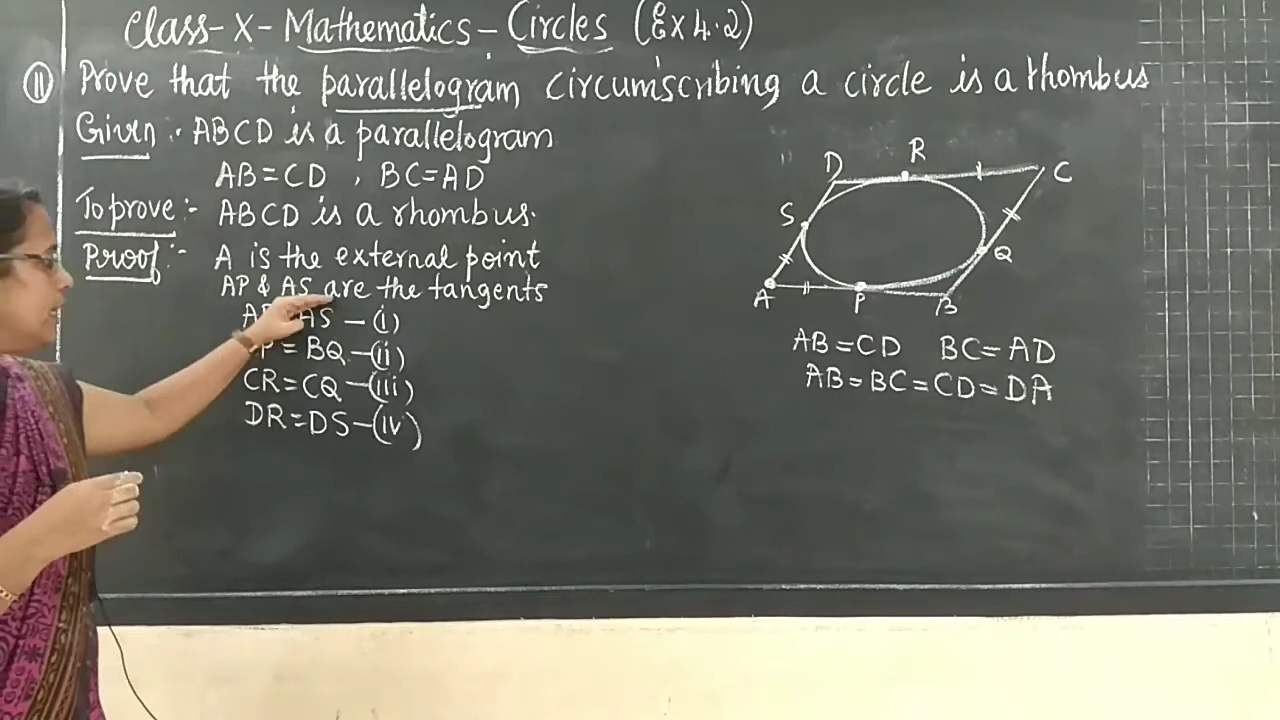 Class-X-Mathematics-Circles (Ex 4.2)
11 Prove that the parallelogram circumscribing a circle is a rhombus
Given :- ABCD is a parallelogram
AB=CD , BC=AD
To prove :- ABCD is a rhombus.
Proof :- A is the external point
AP & AS are the tangents
AS -(i)
= BQ -(ii)
CR=CQ-(iii)
DR=DS-(iv)
D R C
S Q
A P B
AB=CD BC=AD
AB=BC=CD=DA